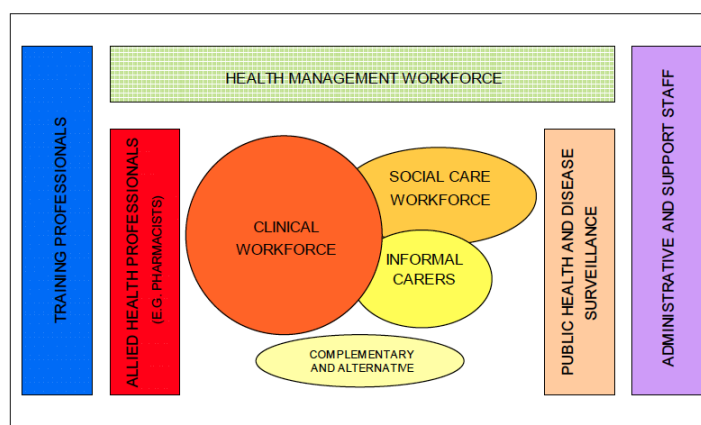 TRAINING PROFESSIONALS
HEALTH MANAGEMENT WORKFORCE
ALLIED HEALTH PROFESSIONALS
(E.G. PHARMACISTS)
CLINICAL
WORKFORCE
SOCIAL CARE
WORKFORCE
INFORMAL
CARERS
COMPLEMENTARY
AND ALTERNATIVE
PUBLIC HEALTH AND DISEASE
SURVEILLANCE
ADMINISTRATIVE AND SUPPORT STAFF